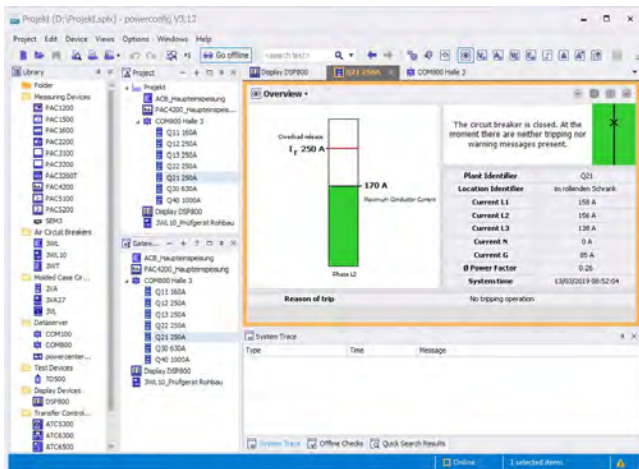 Projekt (D:\Projekt.splx) - powerconfig V3.12
Project Edit Device Views Options Windows Help
Go offline
<search text>
Library
Folder
Measuring Devices
PAC1200
PAC1500
PAC1600
PAC2200
PAC3100
PAC3200
PAC3200T
PAC4200
PAC5100
PAC5200
SEM3
Air Circuit Breakers
3WL
3WL10
3WT
Molded Case Cir...
3VA
3VA27
3VL
Dataserver
COM100
COM800
powercenter...
Test Devices
TD500
Display Devices
DSP800
Transfer Control...
ATC5300
ATC6300
ATC6500
Project
Projekt
ACB_Haupteinspeisung
PAC4200_Haupteinspeis...
COM800 Halle 3
Q11 160A
Q12 250A
Q13 250A
Q22 250A
Q21 250A
Q30 630A
Q40 1000A
Display DSP800
3WL10_Prüfgerät Rohbau
Gatew...
ACB_Haupteinspeisung
PAC4200_Haupteinspeisung
COM800 Halle 3
Q11 160A
Q12 250A
Q13 250A
Q22 250A
Q21 250A
Q30 630A
Q40 1000A
Display DSP800
3WL10_Prüfgerät Rohbau
Display DSP800
Q21 250A
COM800 Halle 3
Overview
Overload release
Ir 250 A
170 A
Maximum Conductor Current
Phase L2
The circuit breaker is closed. At the
moment there are neither tripping nor
warning messages present.
Plant Identifier Q21
Location Identifier im rollenden Schrank
Current L1 158 A
Current L2 156 A
Current L3 138 A
Current N 0 A
Current G 85 A
Ø Power Factor 0.26
System time 13/03/2019 08:52:04
Reason of trip No tripping operation
System Trace
Type Time Message
System Trace Offline Checks Quick Search Results
Online 1 selected items